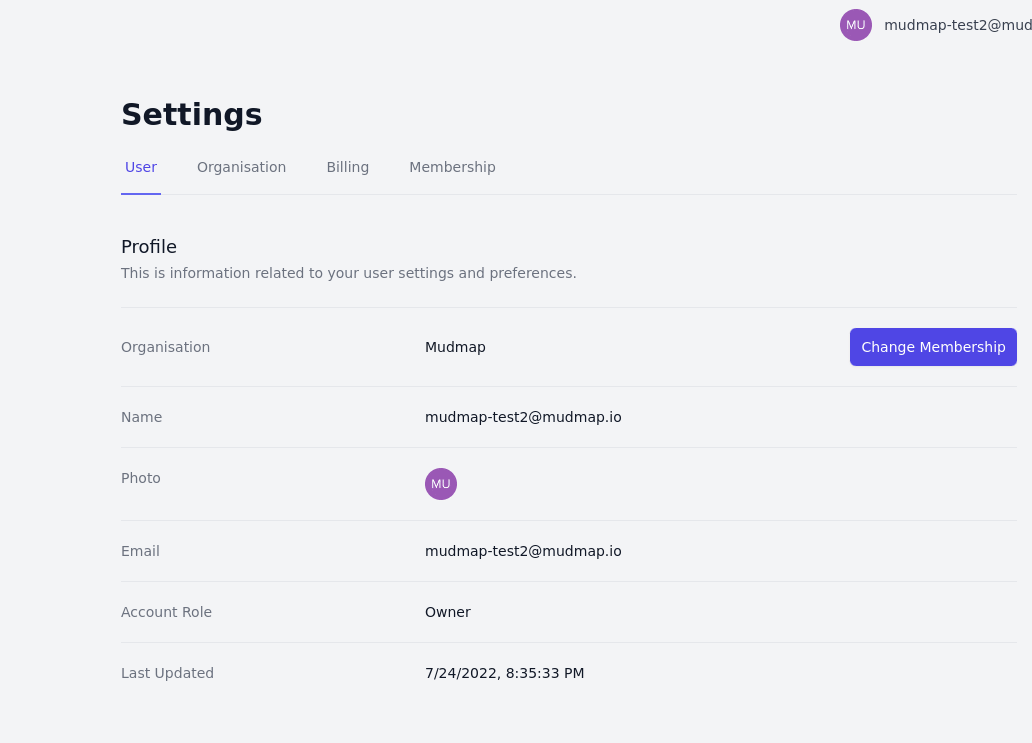 MU mudmap-test2@mud
Settings
User Organisation Billing Membership
Profile
This is information related to your user settings and preferences.
Organisation Mudmap Change Membership
Name mudmap-test2@mudmap.io
Photo MU
Email mudmap-test2@mudmap.io
Account Role Owner
Last Updated 7/24/2022, 8:35:33 PM